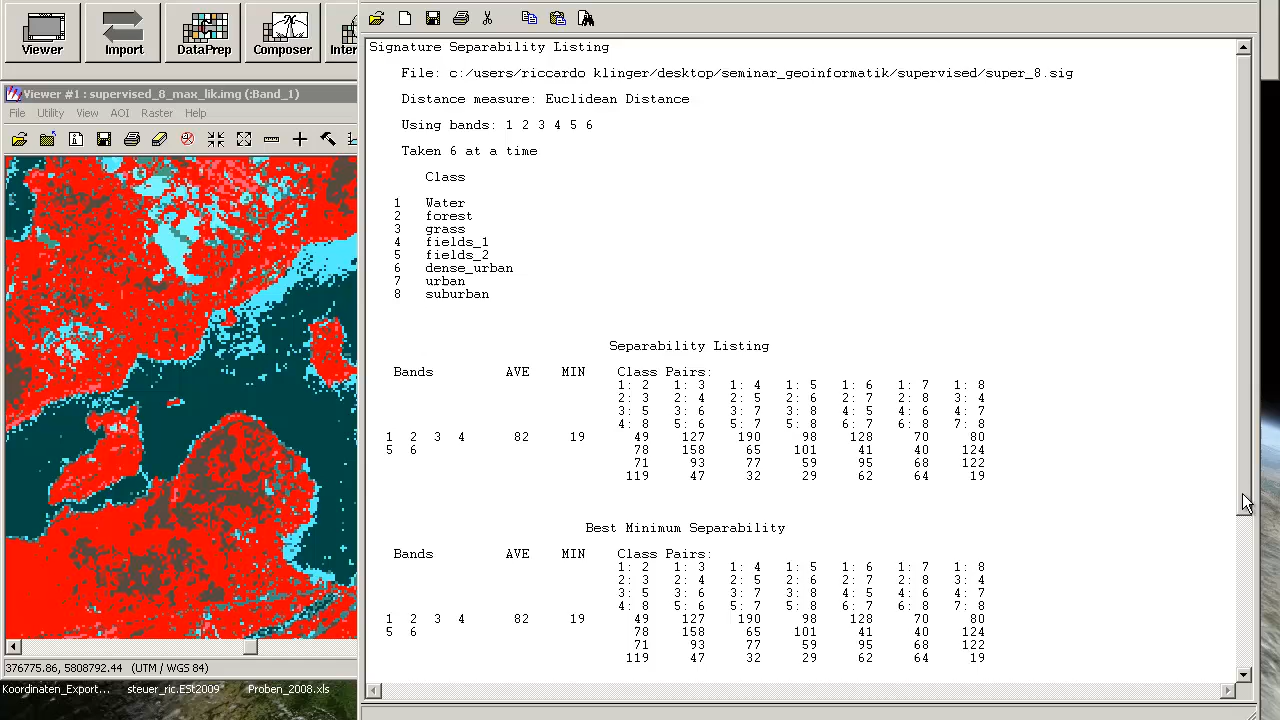 Viewer Import DataPrep Composer
Viewer #1 : supervised_8_max_lik.img (:Band_1)
File Utility View AOI Raster Help
376775.86, 5808792.44 (UTM / WGS 84)
Koordinaten_Export... steuer_ric.ESt2009 Proben_2008.xls
Signature Separability Listing
File: c:/users/riccardo klinger/desktop/seminar_geoinformatik/supervised/super_8.sig
Distance measure: Euclidean Distance
Using bands: 1 2 3 4 5 6
Taken 6 at a time
Class
1 Water
2 forest
3 grass
4 fields_1
5 fields_2
6 dense_urban
7 urban
8 suburban
Separability Listing
Bands AVE MIN Class Pairs:
1: 2 1: 3 1: 4 1: 5 1: 6 1: 7 1: 8
2: 3 2: 4 2: 5 2: 6 2: 7 2: 8 3: 4
3: 5 3: 6 3: 7 3: 8 4: 5 4: 6 4: 7
4: 8 5: 6 5: 7 5: 8 6: 7 6: 8 7: 8
1 2 3 4 82 19 49 127 190 98 128 70 80
5 6 78 158 65 101 41 40 124
71 93 77 59 95 68 122
119 47 32 29 62 64 19
Best Minimum Separability
Bands AVE MIN Class Pairs:
1: 2 1: 3 1: 4 1: 5 1: 6 1: 7 1: 8
2: 3 2: 4 2: 5 2: 6 2: 7 2: 8 3: 4
3: 5 3: 6 3: 7 3: 8 4: 5 4: 6 4: 7
4: 8 5: 6 5: 7 5: 8 6: 7 6: 8 7: 8
1 2 3 4 82 19 49 127 190 98 128 70 80
5 6 78 158 65 101 41 40 124
71 93 77 59 95 68 122
119 47 32 29 62 64 19